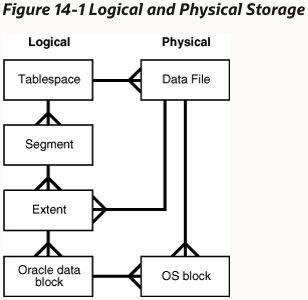 Figure 14-1 Logical and Physical Storage
Logical
Physical
Tablespace
Data File
Segment
Extent
Oracle data
block
OS block